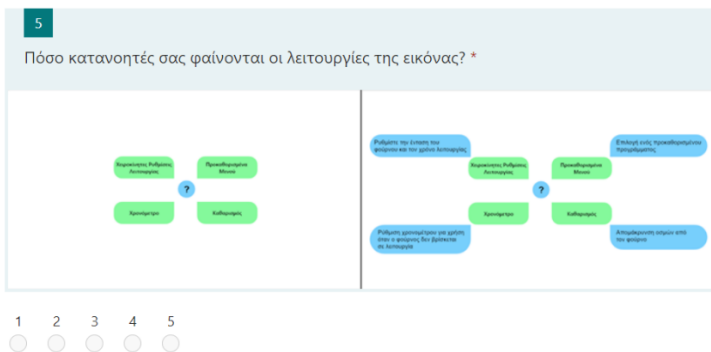 5
Πόσο κατανοητές σας φαίνονται οι λειτουργίες της εικόνας? *
Χειροκίνητες Ρυθμίσεις
Λειτουργίας
Προκαθορισμένα
Μενού
?
Χρονόμετρο
Καθαρισμός
Ρυθμίστε την ένταση του
φούρνου και τον χρόνο λειτουργίας
Επιλογή ενός προκαθορισμένου
προγράμματος
Χειροκίνητες Ρυθμίσεις
Λειτουργίας
Προκαθορισμένα
Μενού
?
Χρονόμετρο
Καθαρισμός
Ρύθμιση χρονομέτρου για χρήση
όταν ο φούρνος δεν βρίσκεται
σε λειτουργία
Απομάκρυνση οσμών από
τον φούρνο
1 2 3 4 5